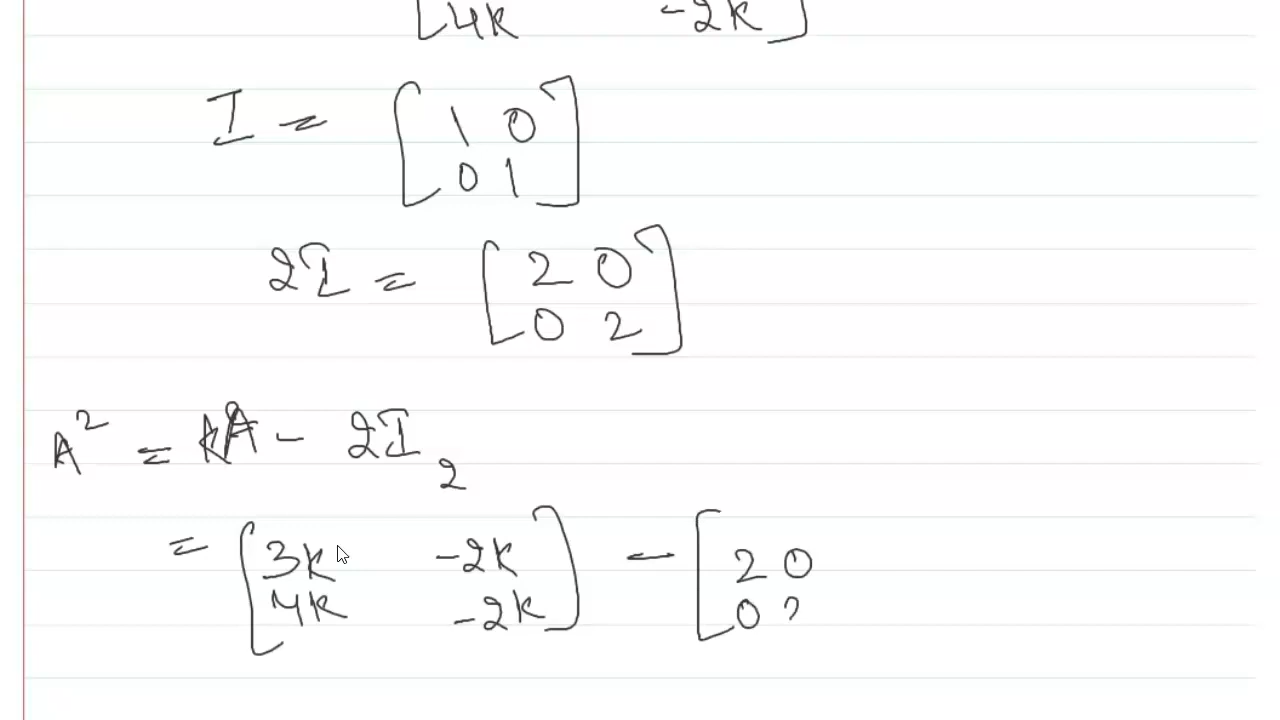 [4k -2k]
I = [1 0
0 1]
2I = [2 0
0 2]
A² = kA - 2I₂
= [3k -2k
4k -2k] - [2 0
0 2